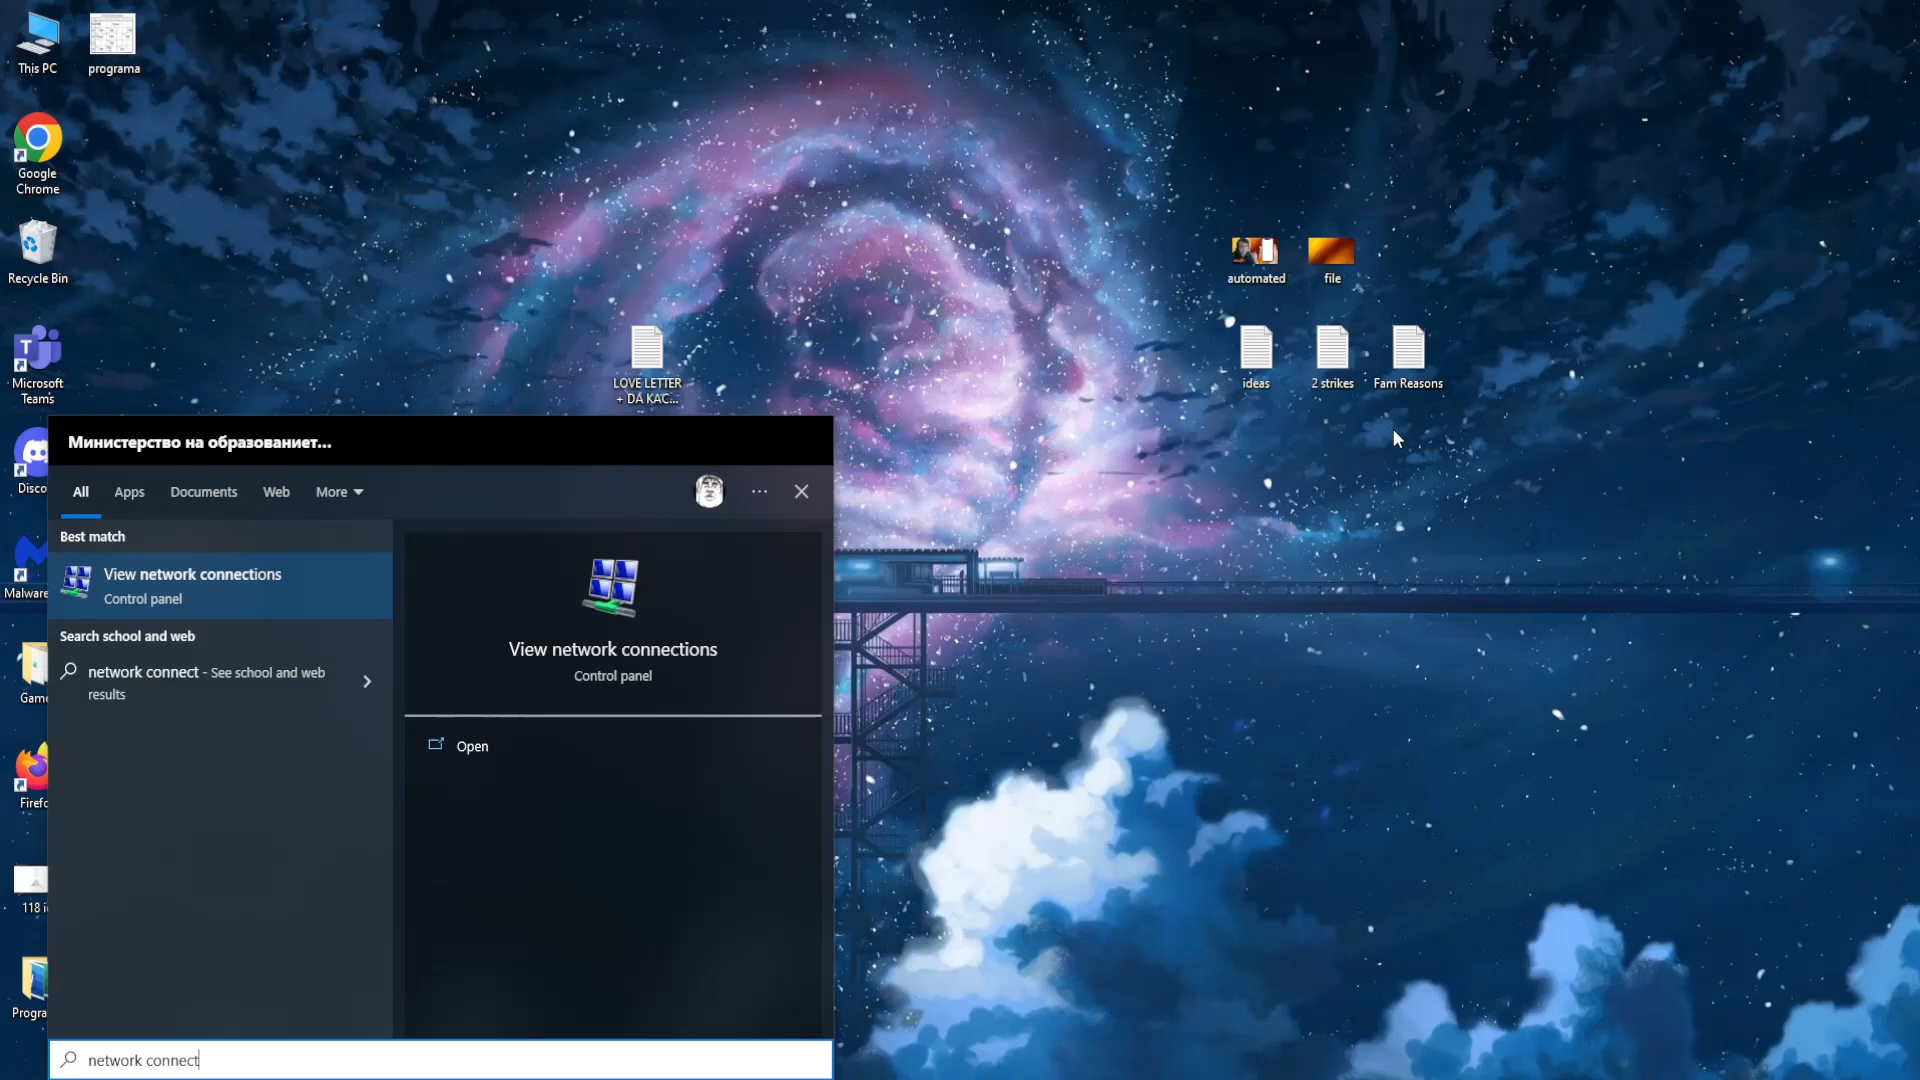 This PC
programa
Google
Chrome
Recycle Bin
Microsoft
Teams
Disco
Malware
Game
Firefo
118 i
Progra
automated
file
LOVE LETTER
+ DA KAC...
ideas
2 strikes
Fam Reasons
Министерство на образованиет...
All
Apps
Documents
Web
More
Best match
View network connections
Control panel
Search school and web
network connect - See school and web
results
View network connections
Control panel
Open
network connect